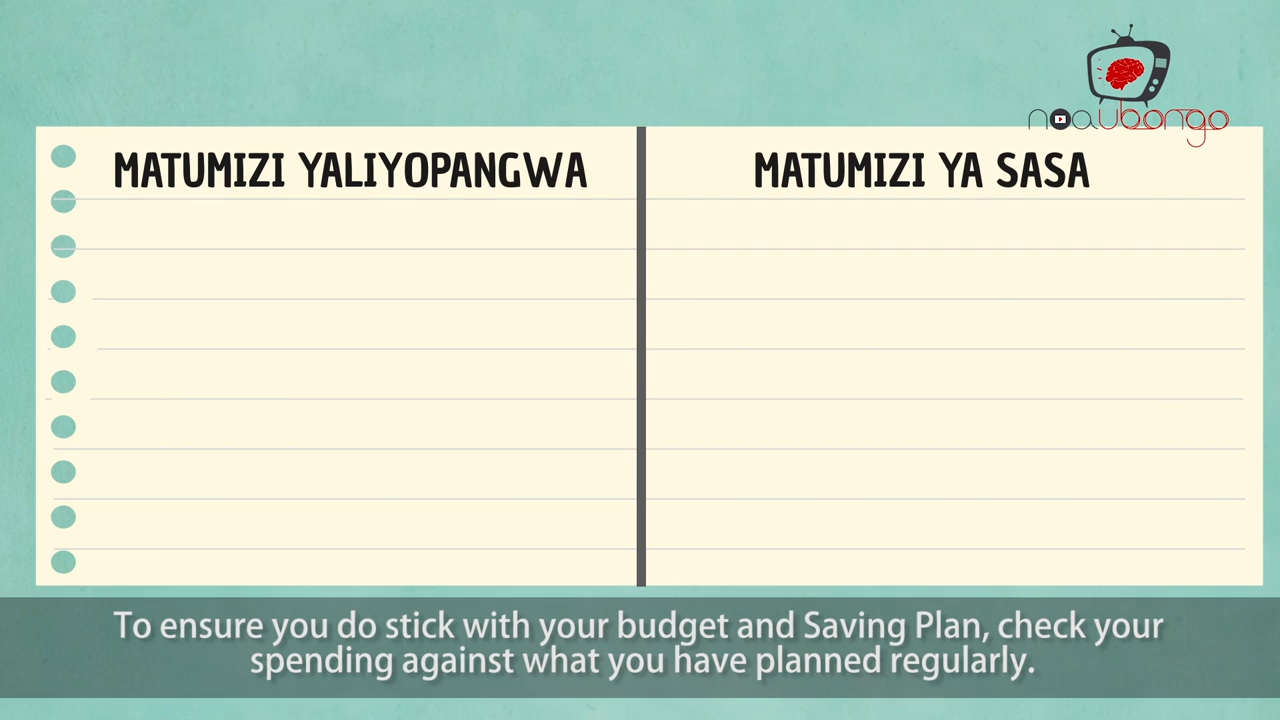 noaubongo
MATUMIZI YALIYOPANGWA
MATUMIZI YA SASA
To ensure you do stick with your budget and Saving Plan, check your
spending against what you have planned regularly.